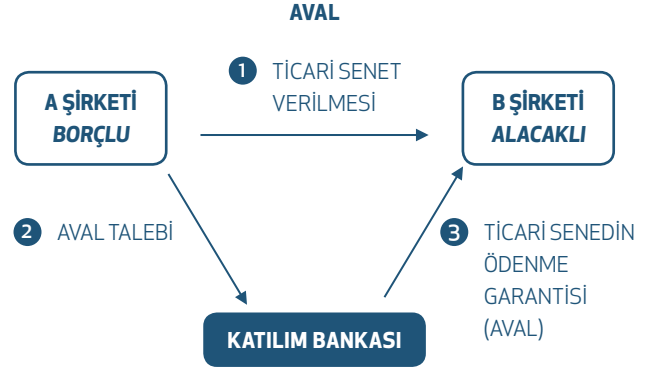 AVAL
1 TİCARİ SENET
VERİLMESİ
A ŞİRKETİ
BORÇLU
B ŞİRKETİ
ALACAKLI
2 AVAL TALEBİ
3 TİCARİ SENEDİN
ÖDENME
GARANTİSİ
(AVAL)
KATILIM BANKASI